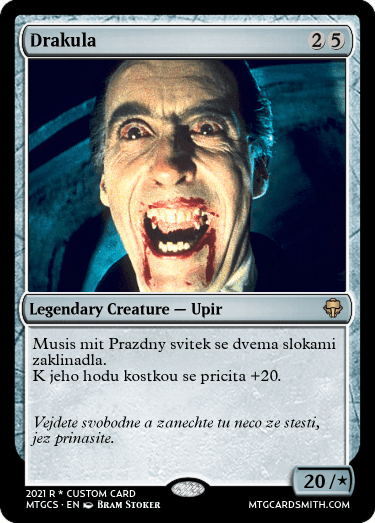 Drakula 2 5
Legendary Creature — Upir
Musis mit Prazdny svitek se dvema slokami
zaklinadla.
K jeho hodu kostkou se pricita +20.
Vejdete svobodne a zanechte tu neco ze stesti,
jez prinasite.
20/★
2021 R * CUSTOM CARD
MTGCS · EN Bram Stoker
MTGCARDSMITH.COM